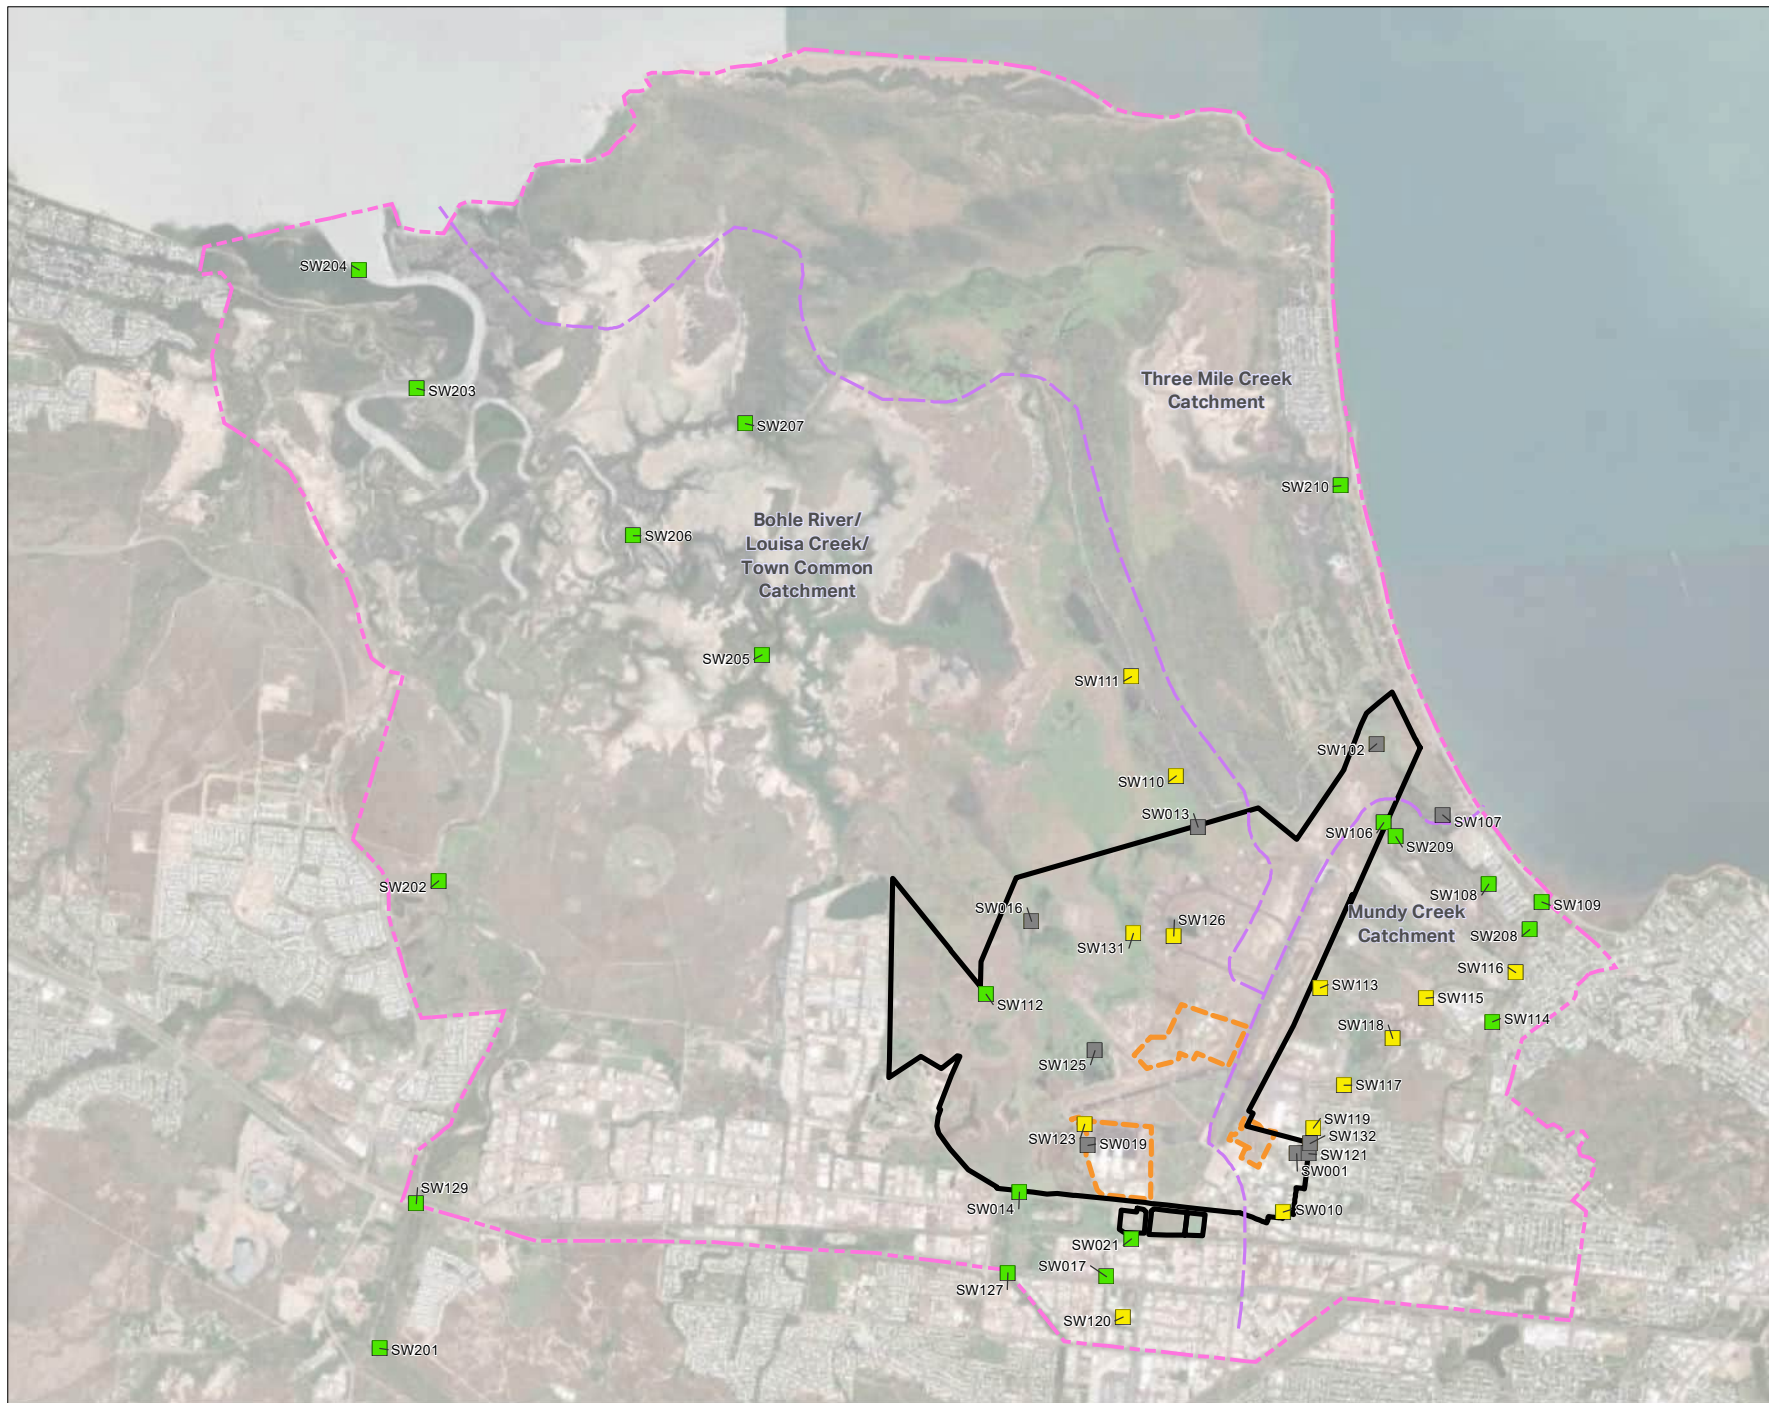 SW204
SW203
Three Mile Creek
Catchment
SW207
SW210
Bohle River/
Louisa Creek/
Town Common
Catchment
SW206
SW205
SW111
SW102
SW110
SW013
SW107
SW106
SW209
SW202
SW108
SW109
SW016
SW126
Mundy Creek
Catchment
SW131
SW208
SW116
SW113
SW112
SW115
SW118
SW114
SW125
SW117
SW119
SW123
SW019
SW132
SW121
SW001
SW129
SW014
SW010
SW021
SW017
SW127
SW120
SW201